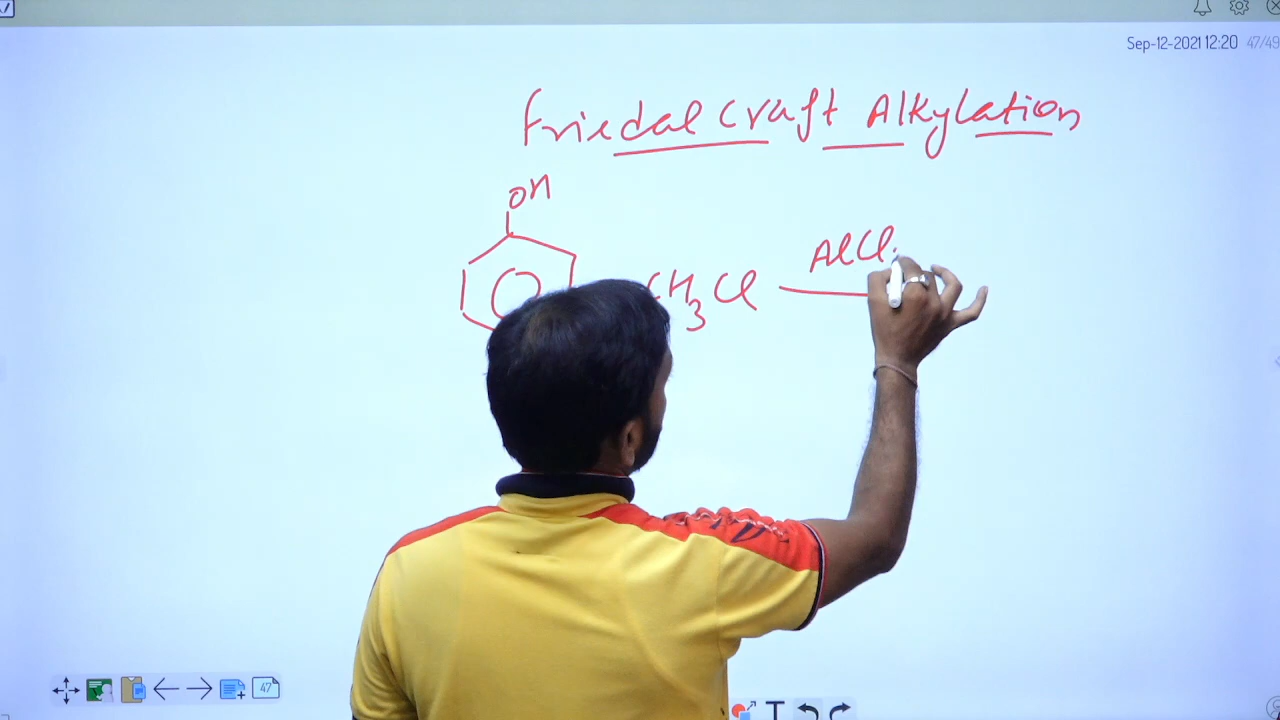 Sep-12-2021 12:20 47/49
Friedal Craft Alkylation
OH
CH3Cl AlCl
47
T